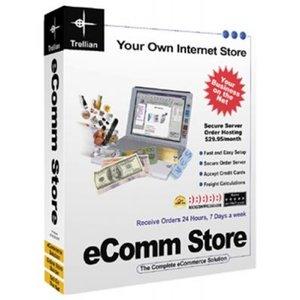 Trellian
Your Own Internet Store
Your
Business
on
the Net
Secure Server
Order Hosting
$29.95/month
Fast and Easy Setup
Secure Order Server
Accept Credit Cards
Freight Calculations
Receive Orders 24 Hours, 7 Days a week
eComm Store
The Complete eCommerce Solution
eComm Store